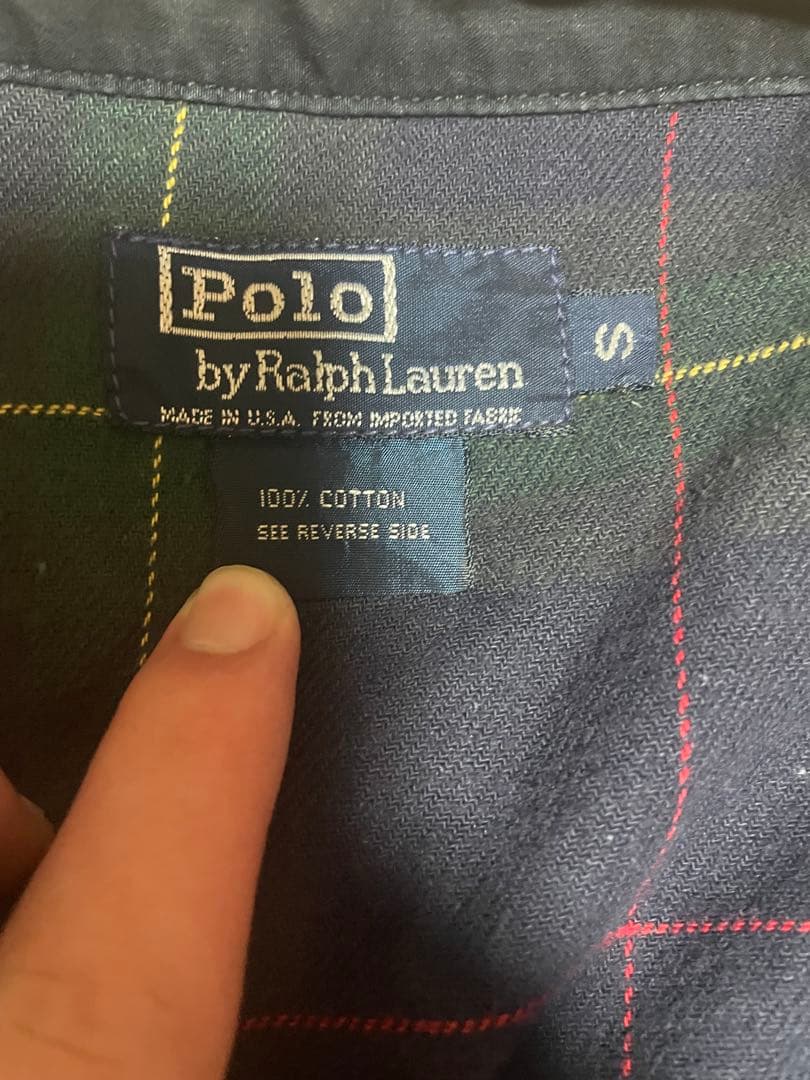 Polo
by Ralph Lauren
S
MADE IN U.S.A. FROM IMPORTED FABRIC
100% COTTON
SEE REVERSE SIDE